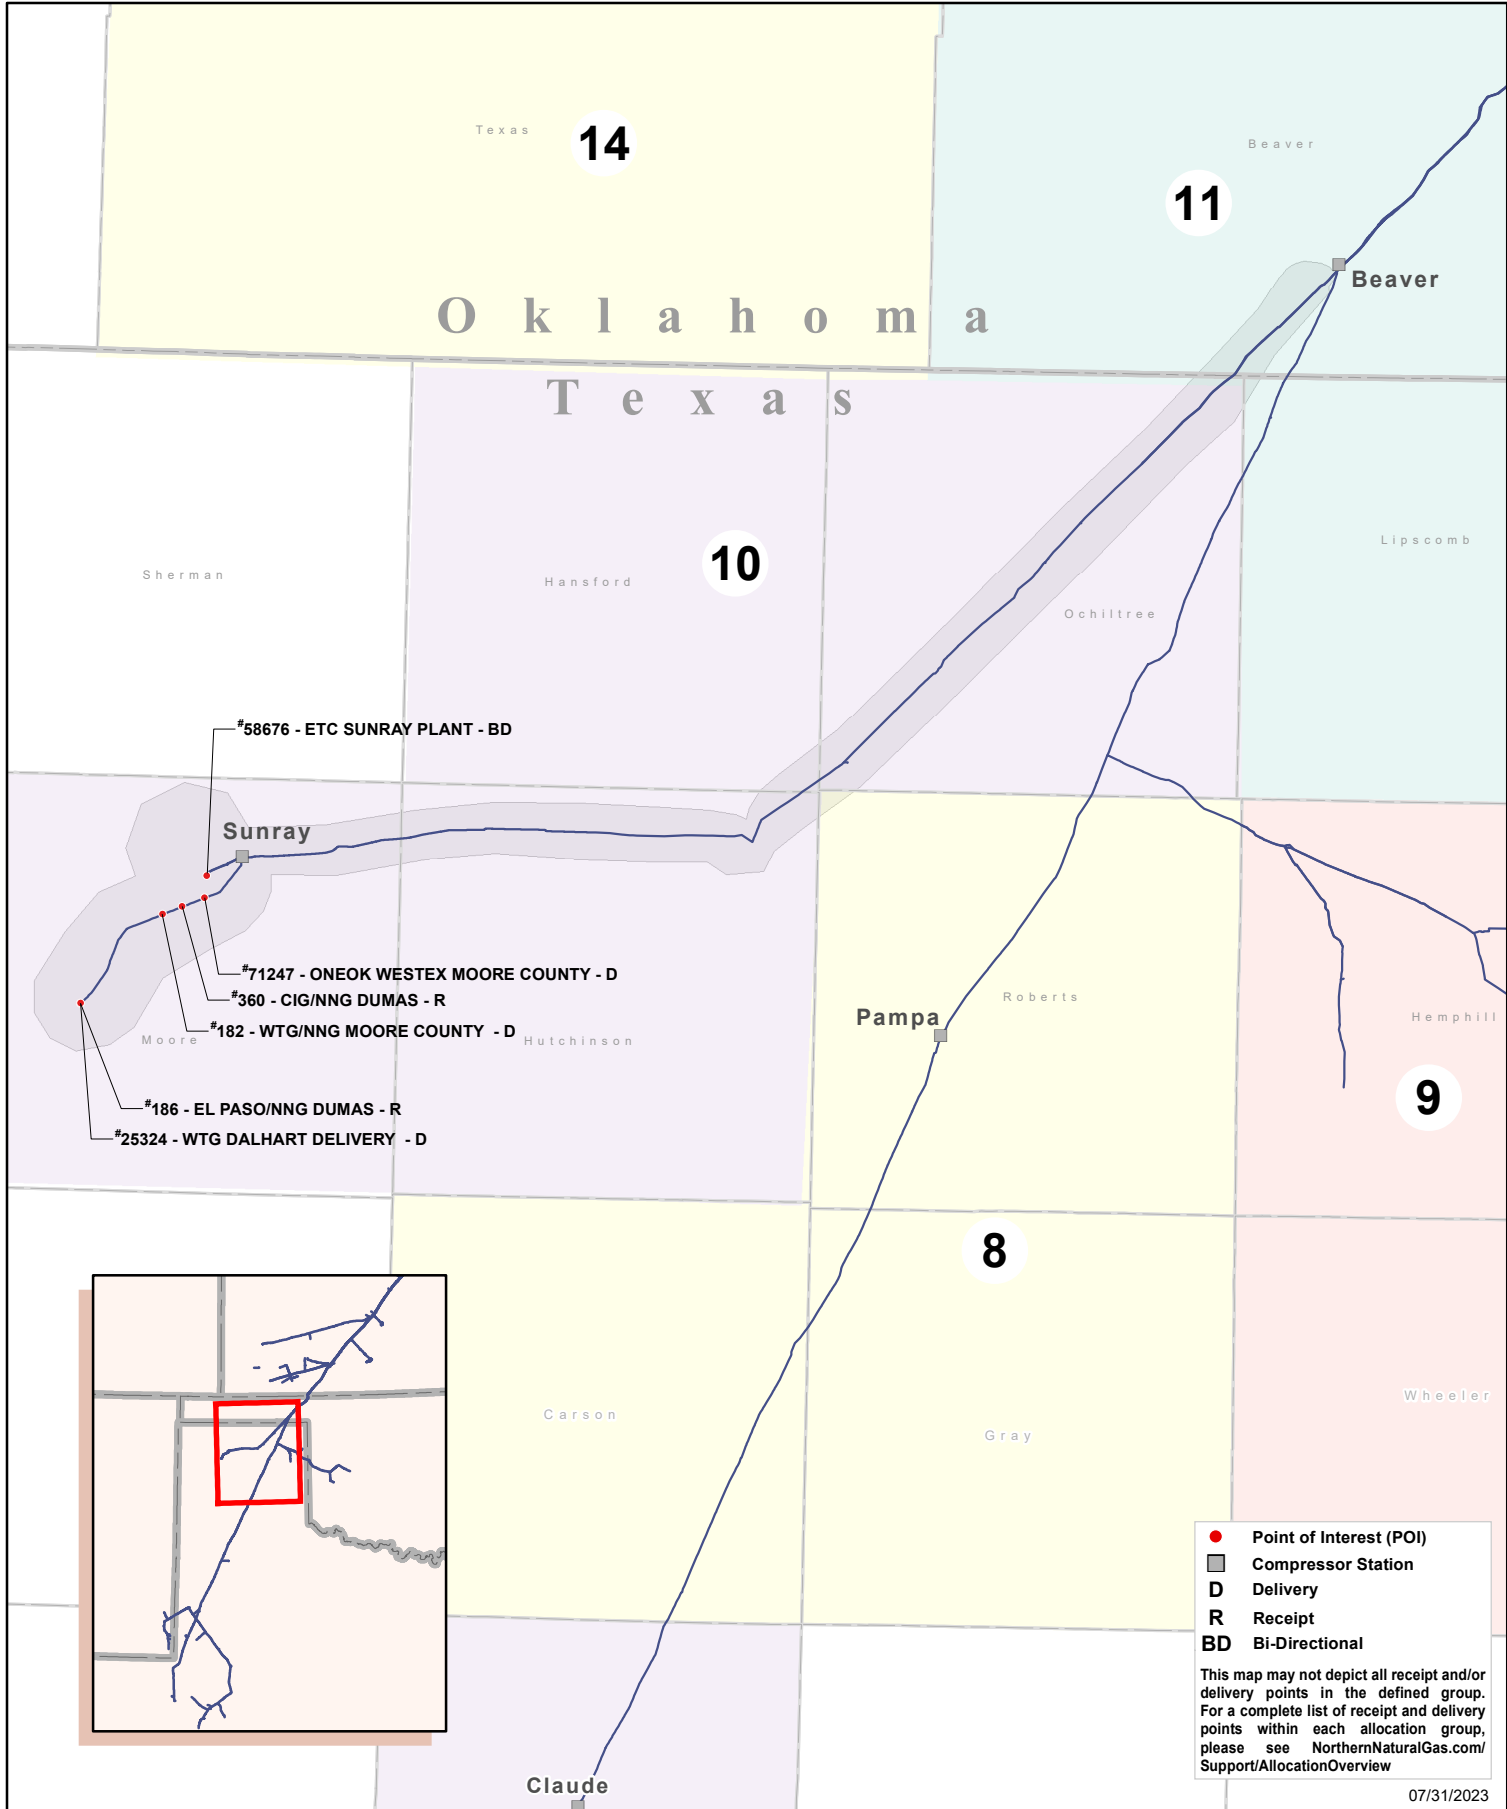 Texas
14
Beaver
11
Beaver
Oklahoma
Texas
Sherman
Hansford
10
Ochiltree
Lipscomb
#58676 - ETC SUNRAY PLANT - BD
Sunray
#71247 - ONEOK WESTEX MOORE COUNTY - D
#360 - CIG/NNG DUMAS - R
#182 - WTG/NNG MOORE COUNTY - D
Moore
Hutchinson
Roberts
Pampa
Hemphill
#186 - EL PASO/NNG DUMAS - R
#25324 - WTG DALHART DELIVERY - D
9
8
Carson
Gray
Wheeler
Claude
Point of Interest (POI)
Compressor Station
D Delivery
R Receipt
BD Bi-Directional
This map may not depict all receipt and/or
delivery points in the defined group.
For a complete list of receipt and delivery
points within each allocation group,
please see NorthernNaturalGas.com/
Support/AllocationOverview
07/31/2023